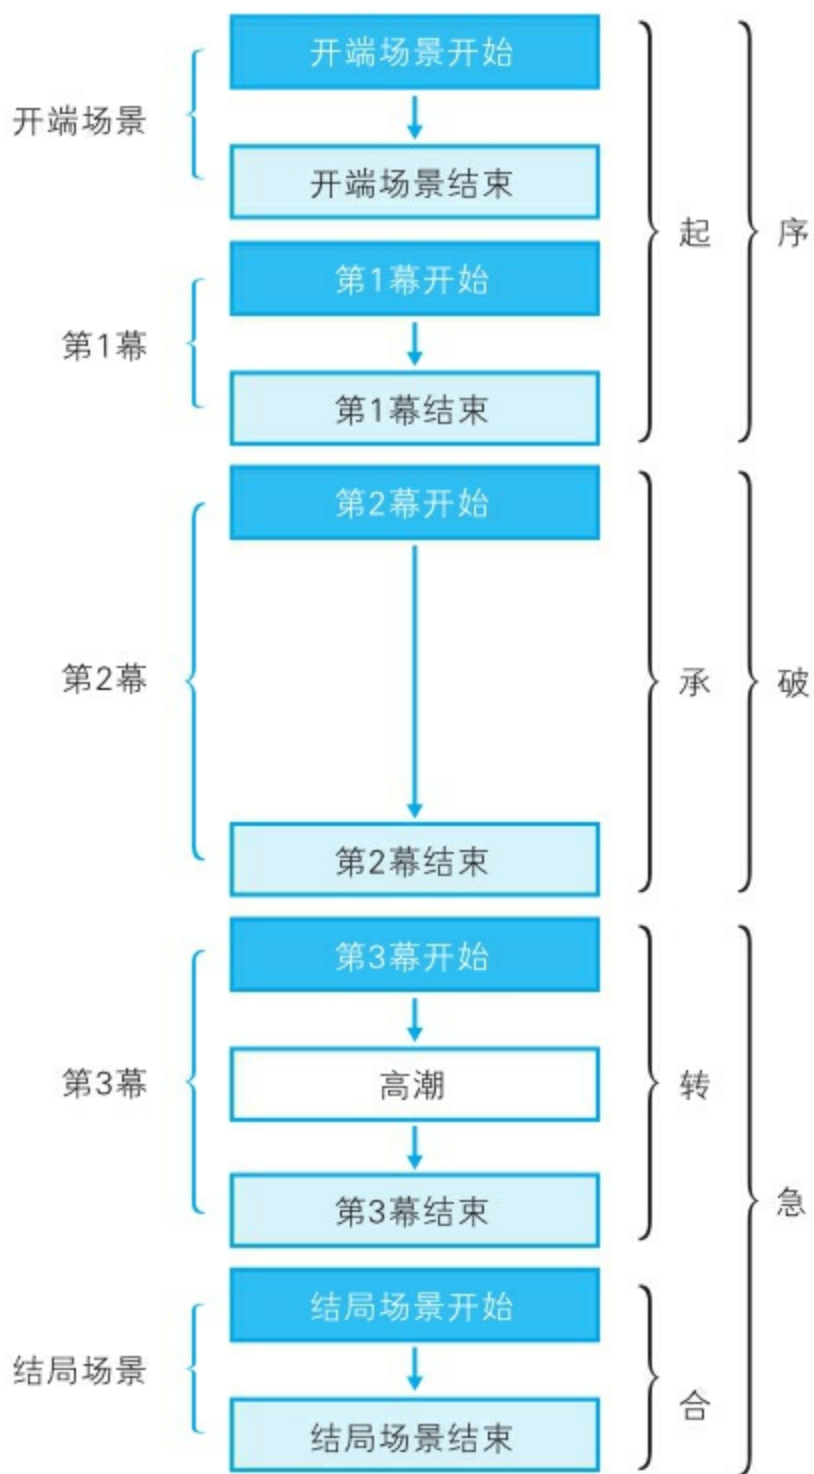 开端场景开始
开端场景
开端场景结束
起
序
第1幕开始
第1幕
第1幕结束
第2幕开始
第2幕
承
破
第2幕结束
第3幕开始
第3幕
高潮
转
第3幕结束
急
结局场景开始
结局场景
合
结局场景结束